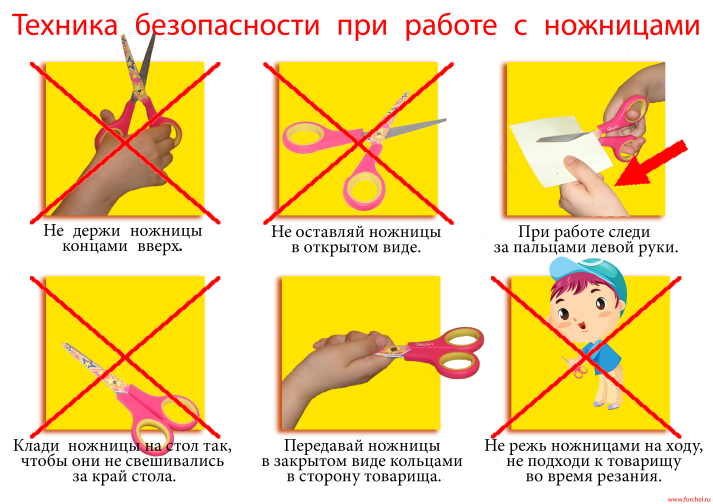 Техника безопасности при работе с ножницами
Не держи ножницы
концами вверх.
Не оставляй ножницы
в открытом виде.
При работе следи
за пальцами левой руки.
Клади ножницы на стол так,
чтобы они не свешивались
за край стола.
Передавай ножницы
в закрытом виде кольцами
в сторону товарища.
Не режь ножницами на ходу,
не подходи к товарищу
во время резания.
www.forchel.ru